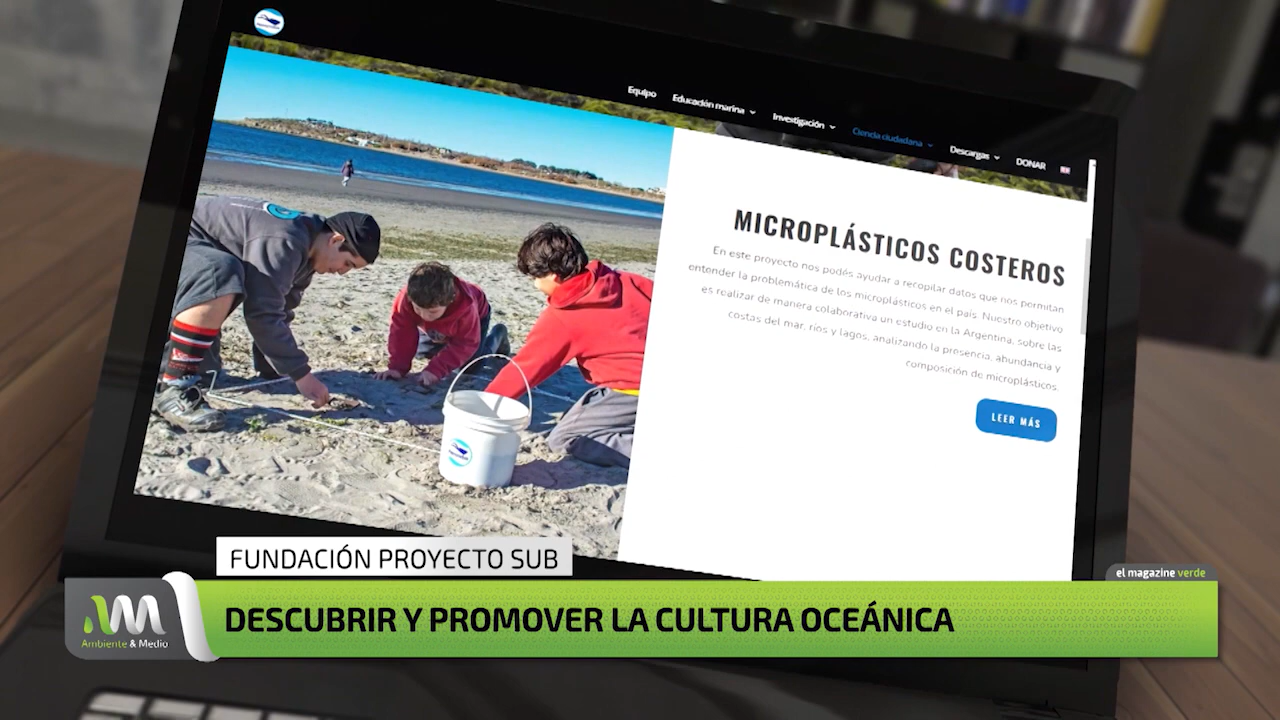 Equipo
Educación marina
Investigación
Ciencia ciudadana
Descargas
DONAR
MICROPLÁSTICOS COSTEROS
En este proyecto nos podés ayudar a recopilar datos que nos permitan
entender la problemática de los microplásticos en el país. Nuestro objetivo
es realizar de manera colaborativa un estudio en la Argentina, sobre las
costas del mar, ríos y lagos, analizando la presencia, abundancia y
composición de microplásticos.
LEER MÁS
FUNDACIÓN PROYECTO SUB
el magazine verde
DESCUBRIR Y PROMOVER LA CULTURA OCEÁNICA
AM
Ambiente & Medio